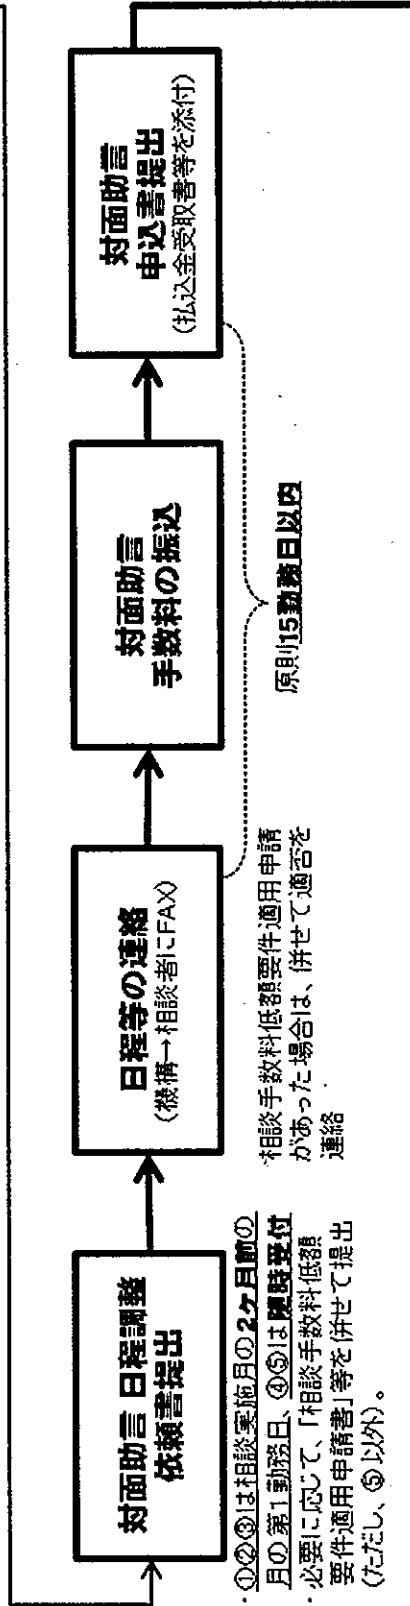 対面助言 日程調整
依頼書提出
・①②③は相談実施月の2ヶ月前の
月の第1勤務日、④⑤は随時受付
・必要に応じて、「相談手数料低額
要件適用申請書」等を併せて提出
(ただし、⑤以外)。
日程等の連絡
(機構→相談者にFAX)
・相談手数料低額要件適用申請
があった場合は、併せて適否を
連絡
対面助言
手数料の振込
対面助言
申込書提出
(払込金受取書等を添付)
原則15勤務日以内